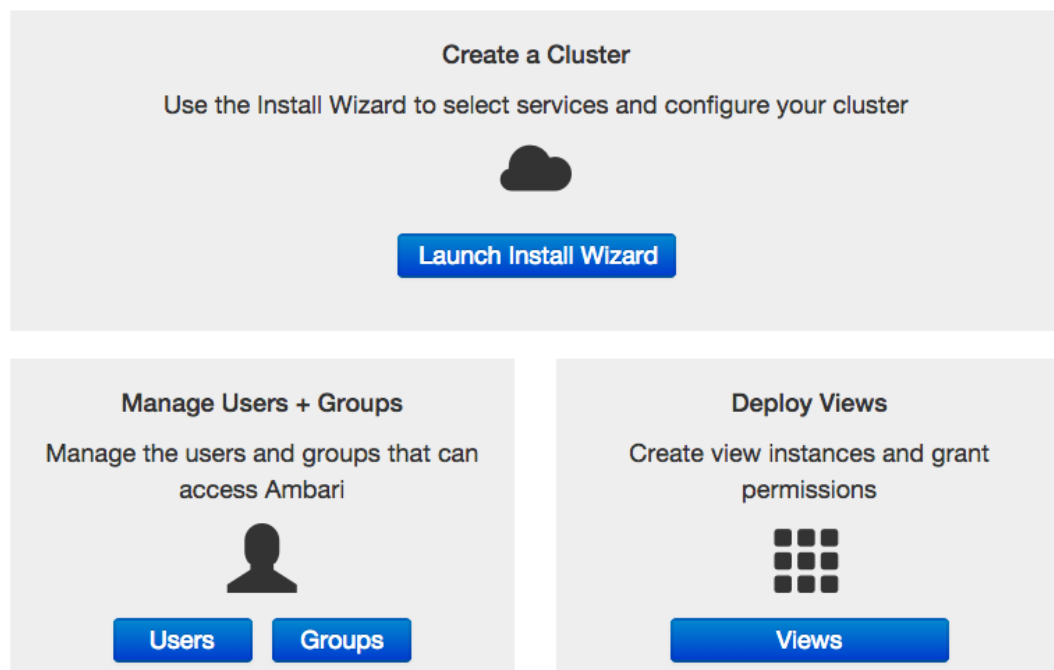 Create a Cluster
Use the Install Wizard to select services and configure your cluster
Launch Install Wizard
Manage Users + Groups
Manage the users and groups that can
access Ambari
Users
Groups
Deploy Views
Create view instances and grant
permissions
Views